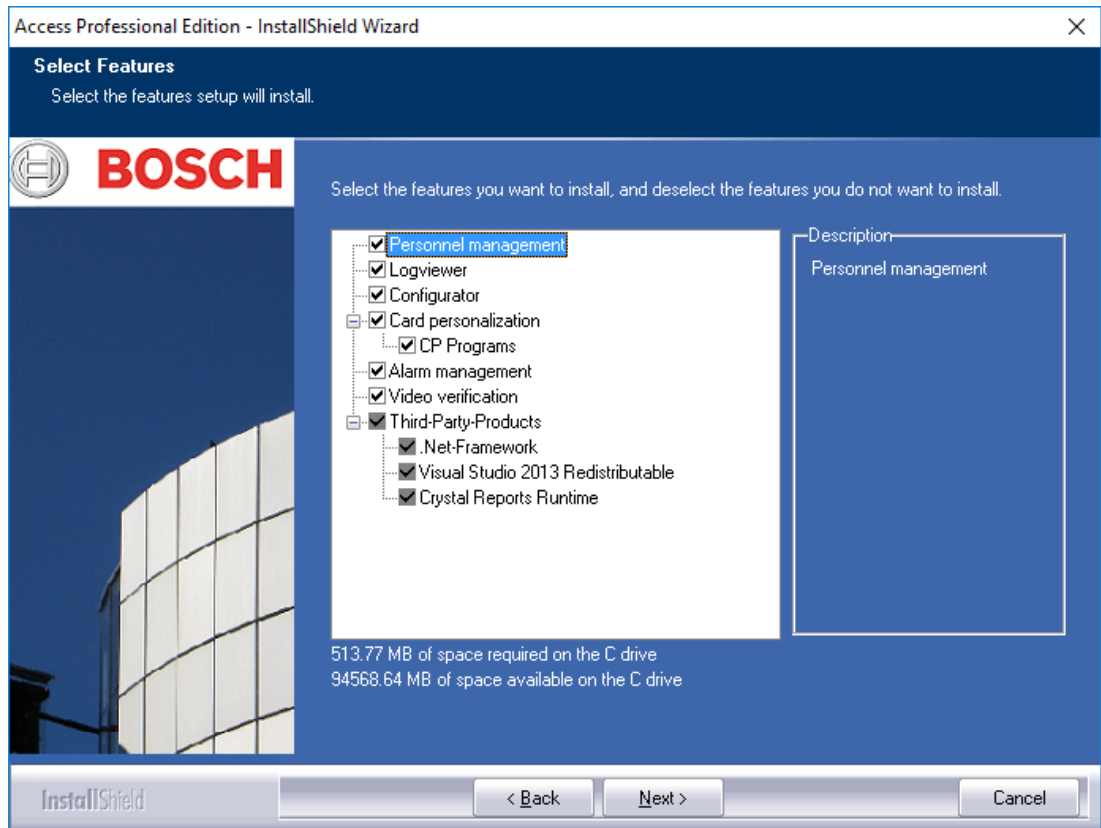 Access Professional Edition - InstallShield Wizard
Select Features
Select the features setup will install.
BOSCH
Select the features you want to install, and deselect the features you do not want to install.
Personnel management
Logviewer
Configurator
Card personalization
CP Programs
Alarm management
Video verification
Third-Party-Products
.Net-Framework
Visual Studio 2013 Redistributable
Crystal Reports Runtime
Description
Personnel management
513.77 MB of space required on the C drive
94568.64 MB of space available on the C drive
InstallShield
< Back
Next >
Cancel